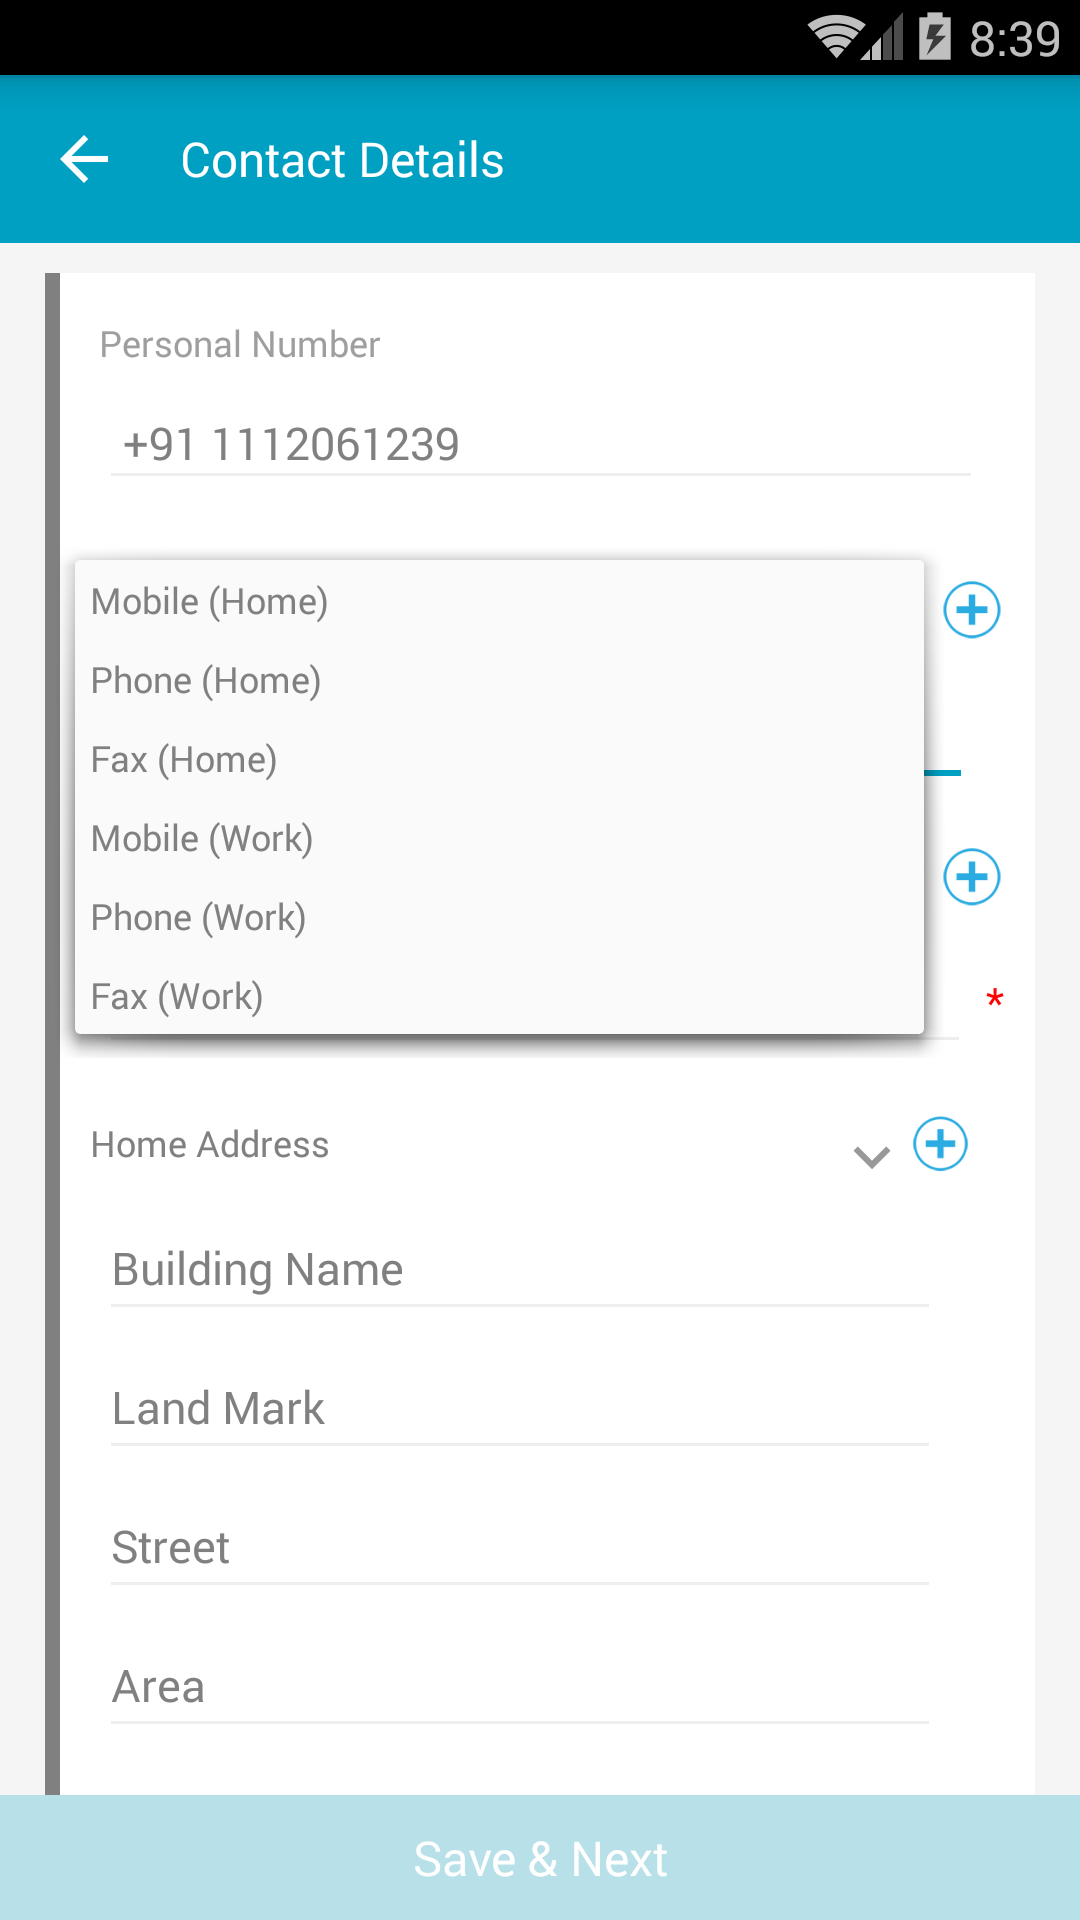 8:39
Contact Details
Personal Number
+91 1112061239
Mobile (Home)
Phone (Home)
Fax (Home)
Mobile (Work)
Phone (Work)
Fax (Work)
*
Home Address
Building Name
Land Mark
Street
Area
Save & Next